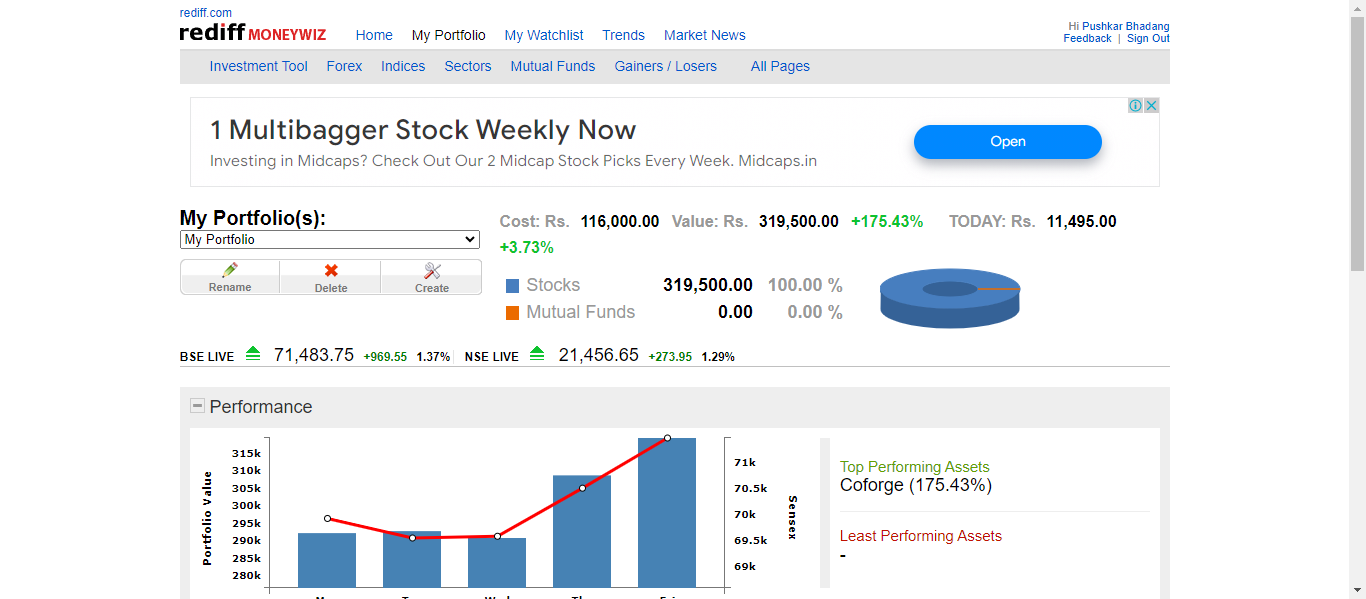 rediff.com
rediff MONEYWIZ Home My Portfolio My Watchlist Trends Market News
Hi Pushkar Bhadang
Feedback | Sign Out
Investment Tool Forex Indices Sectors Mutual Funds Gainers / Losers All Pages
1 Multibagger Stock Weekly Now
Investing in Midcaps? Check Out Our 2 Midcap Stock Picks Every Week. Midcaps.in
Open
My Portfolio(s):
My Portfolio
Rename Delete Create
Cost: Rs. 116,000.00 Value: Rs. 319,500.00 +175.43% TODAY: Rs. 11,495.00
+3.73%
Stocks 319,500.00 100.00 %
Mutual Funds 0.00 0.00 %
BSE LIVE 71,483.75 +969.55 1.37% NSE LIVE 21,456.65 +273.95 1.29%
Performance
Portfolio Value
315k
310k
305k
300k
295k
290k
285k
280k
71k
70.5k
70k
69.5k
69k
Sensex
Top Performing Assets
Coforge (175.43%)
Least Performing Assets
-